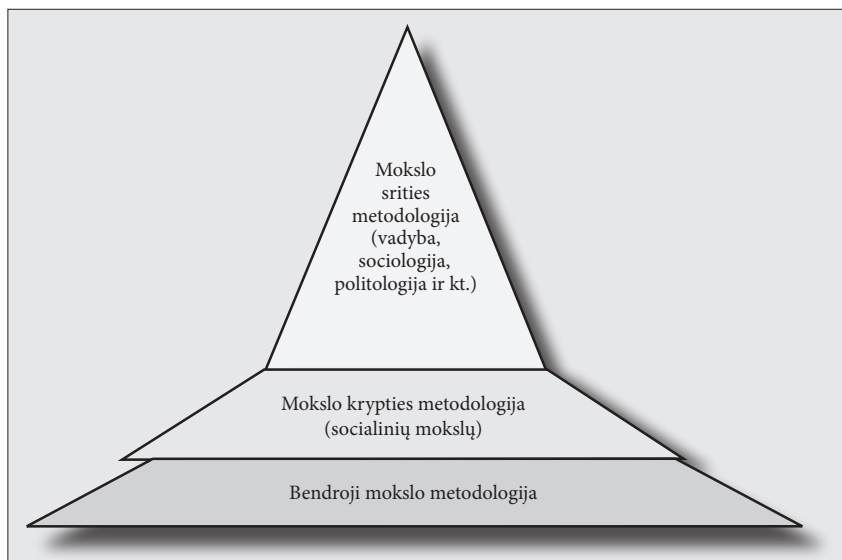 Mokslo
srities
metodologija
(vadyba,
sociologija,
politologija ir kt.)
Mokslo krypties metodologija
(socialinių mokslų)
Bendroji mokslo metodologija